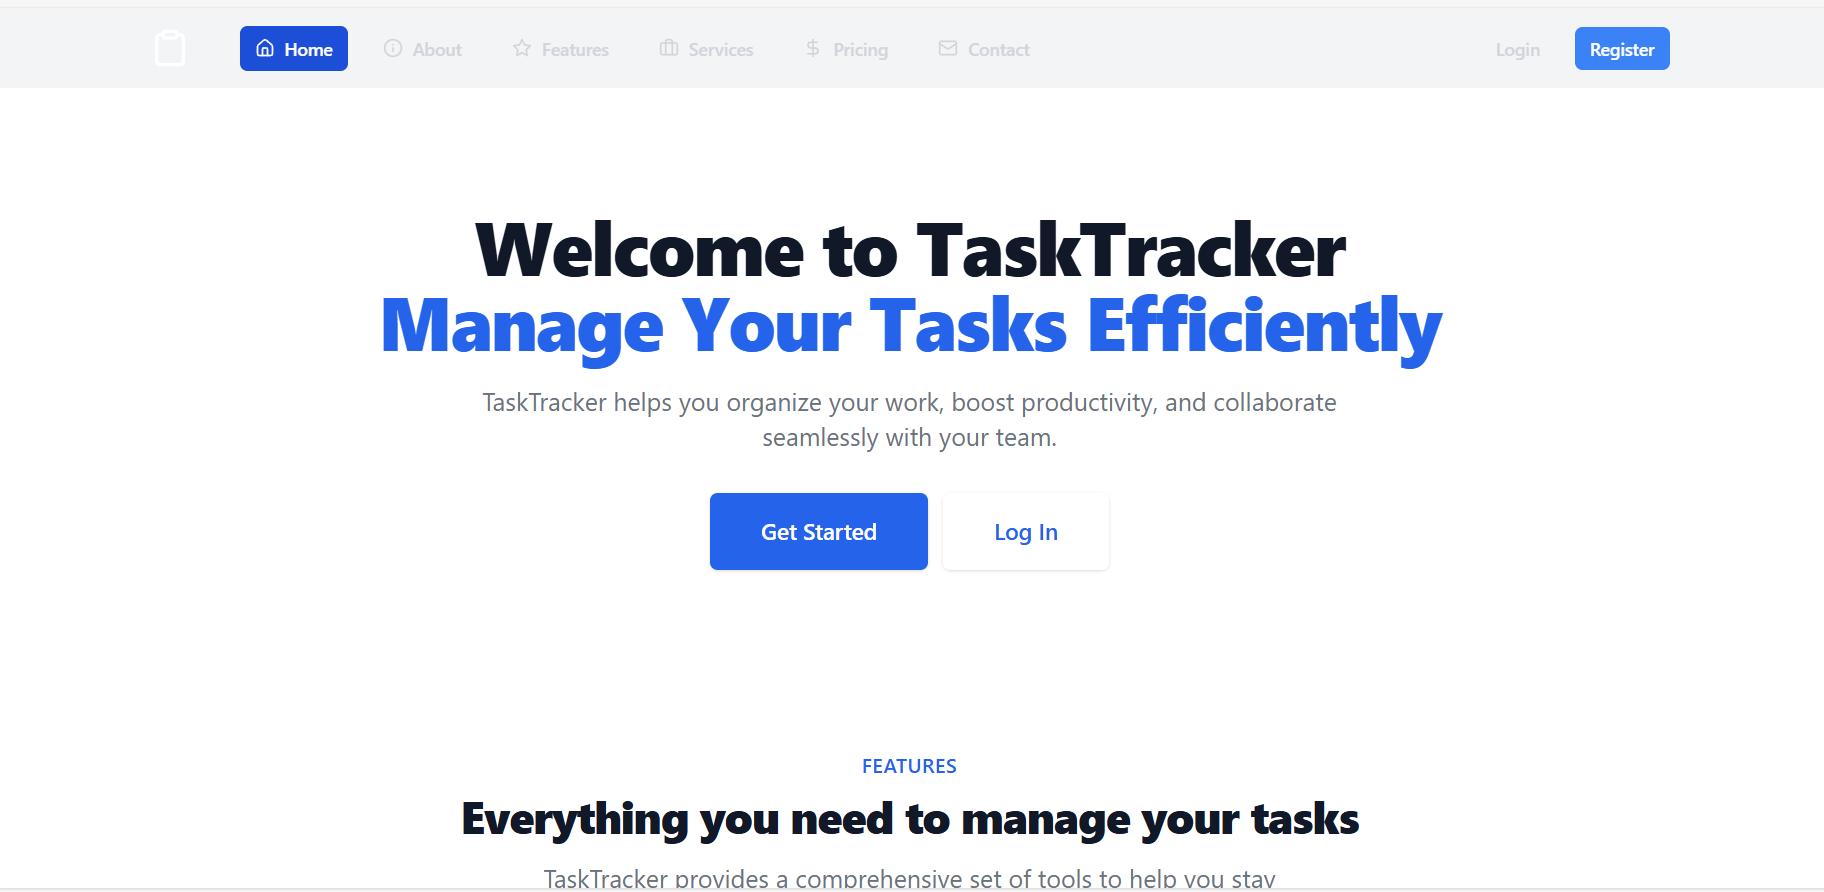 Home About Features Services Pricing Contact Login Register
Welcome to TaskTracker
Manage Your Tasks Efficiently
TaskTracker helps you organize your work, boost productivity, and collaborate
seamlessly with your team.
Get Started Log In
FEATURES
Everything you need to manage your tasks
TaskTracker provides a comprehensive set of tools to help you stay